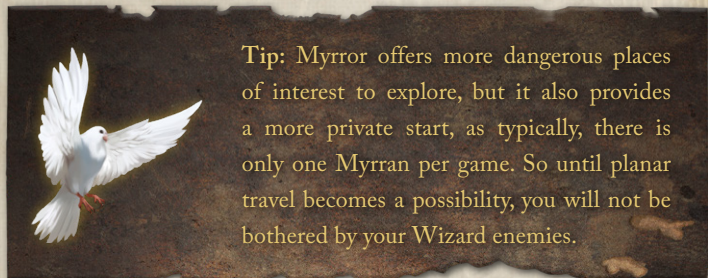 Tip: Myrror offers more dangerous places
of interest to explore, but it also provides
a more private start, as typically, there is
only one Myrran per game. So until planar
travel becomes a possibility, you will not be
bothered by your Wizard enemies.